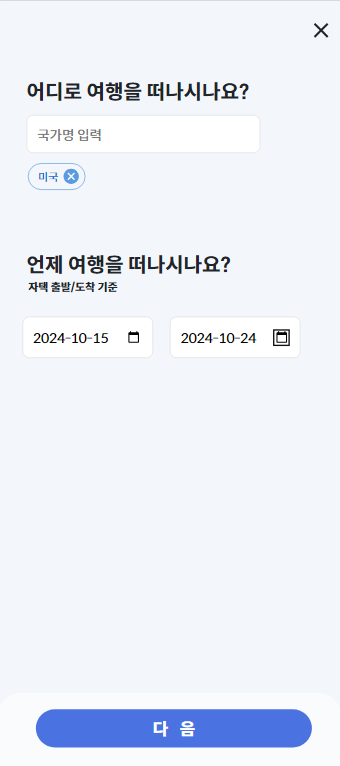 어디로 여행을 떠나시나요?
국가명 입력
미국
언제 여행을 떠나시나요?
자택 출발/도착 기준
2024-10-15 2024-10-24
다 음